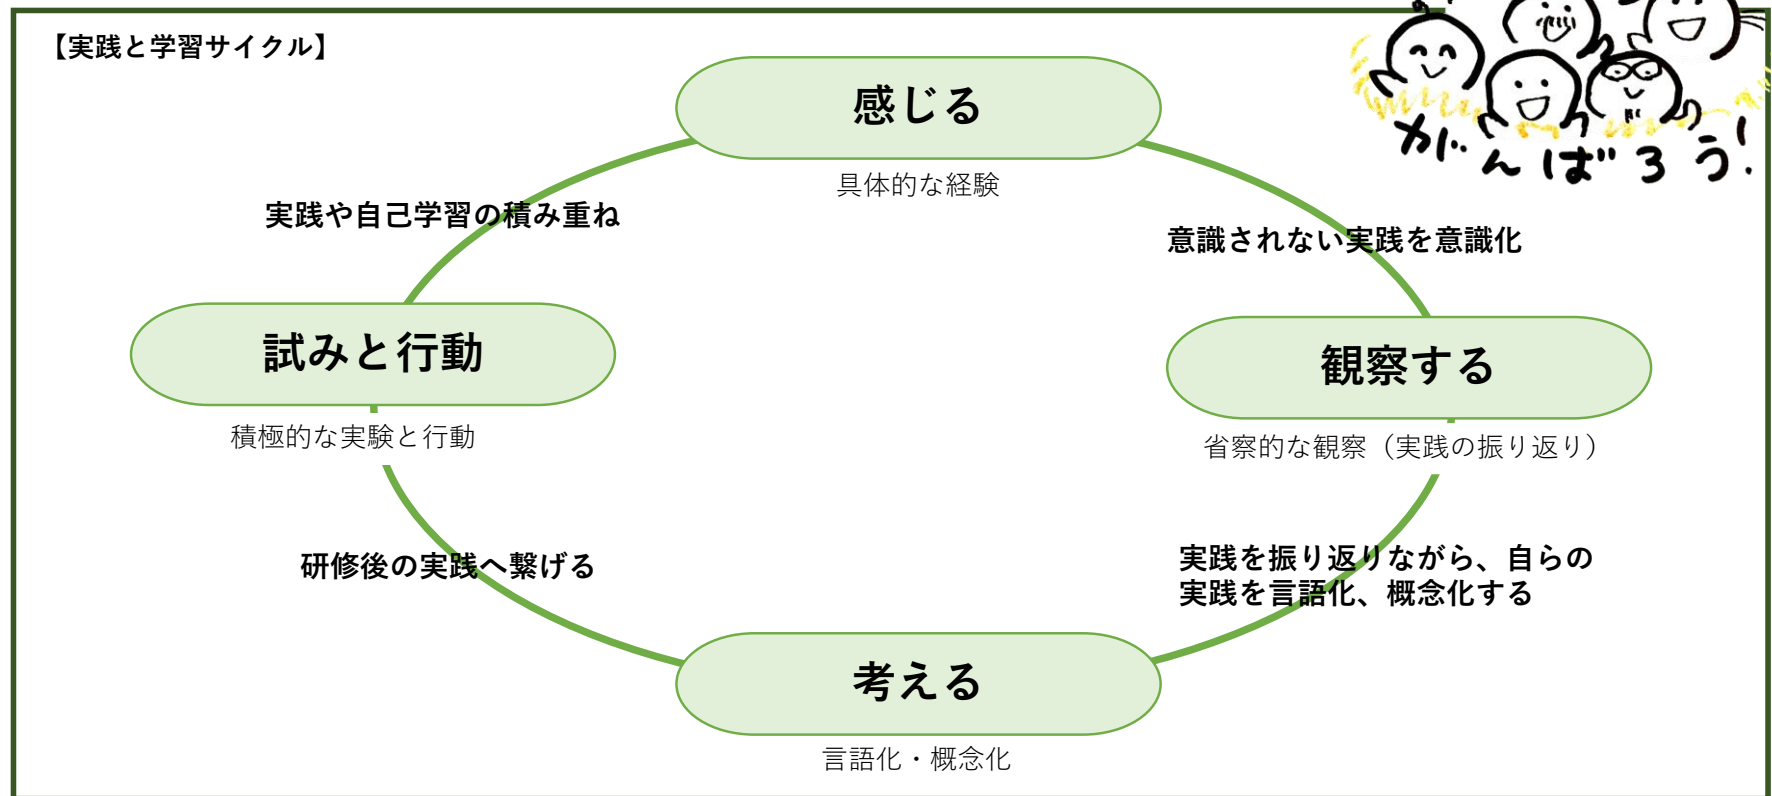 【実践と学習サイクル】
がんばろう!
感じる
具体的な経験
実践や自己学習の積み重ね
意識されない実践を意識化
試みと行動
積極的な実験と行動
観察する
省察的な観察（実践の振り返り）
研修後の実践へ繋げる
実践を振り返りながら、自らの
実践を言語化、概念化する
考える
言語化・概念化